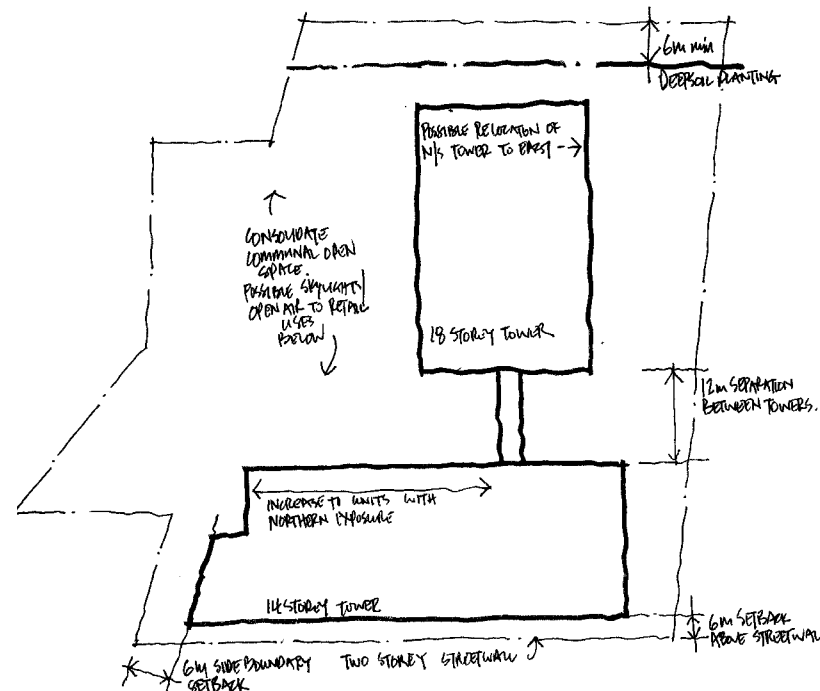 6m min
DEEPSOIL PLANTING
POSSIBLE RELOCATION OF
N/S TOWER TO EAST
CONSOLIDATE
COMMUNAL OPEN
SPACE.
POSSIBLE SKYLIGHTS/
OPEN AIR TO RETAIL
USES
BELOW
18 STOREY TOWER
12m SEPARATION
BETWEEN TOWERS.
INCREASE TO UNITS WITH
NORTHERN EXPOSURE
14 STOREY TOWER
6m SETBACK
ABOVE STREETWAL
6m SIDE BOUNDARY
SETBACK
TWO STOREY STREETWALL